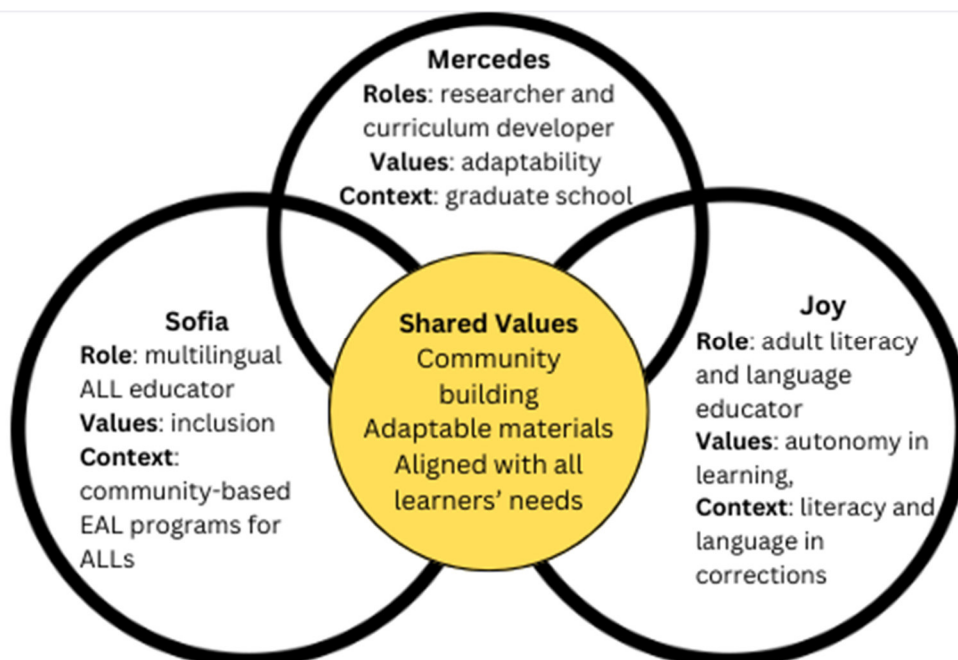 Mercedes
Roles: researcher and
curriculum developer
Values: adaptability
Context: graduate school
Sofia
Role: multilingual
ALL educator
Values: inclusion
Context:
community-based
EAL programs for
ALLs
Shared Values
Community
building
Adaptable materials
Aligned with all
learners’ needs
Joy
Role: adult literacy
and language
educator
Values: autonomy in
learning,
Context: literacy and
language in
corrections